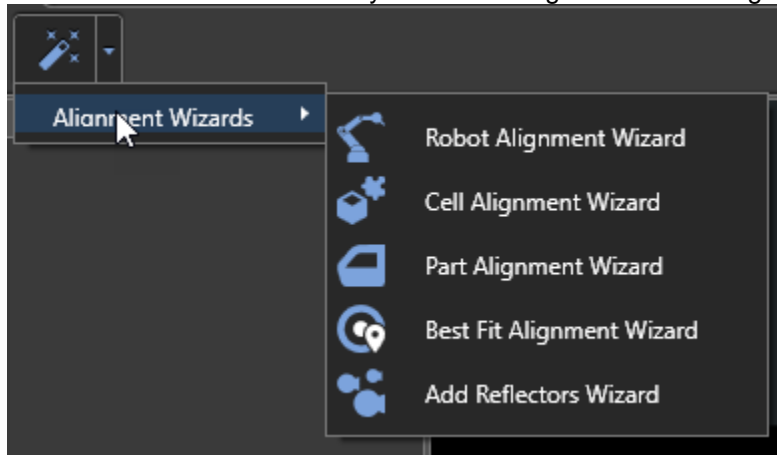 Alignment Wizards
Robot Alignment Wizard
Cell Alignment Wizard
Part Alignment Wizard
Best Fit Alignment Wizard
Add Reflectors Wizard